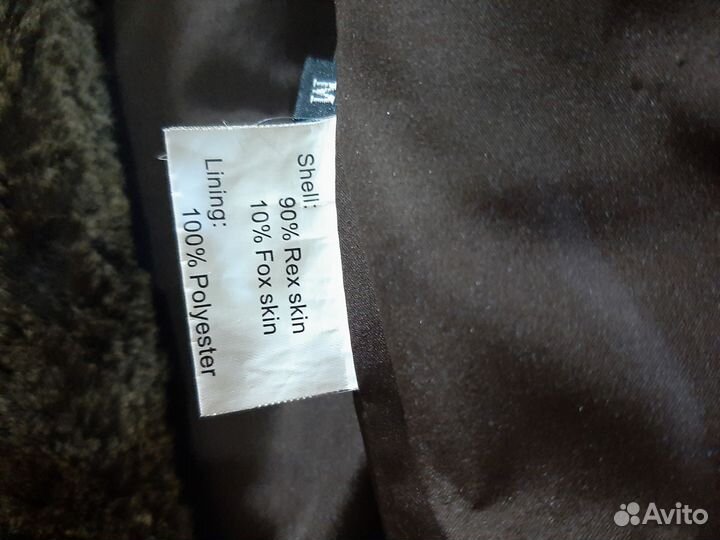 M
Shell:
90% Rex skin
10% Fox skin
Lining:
100% Polyester
Avito